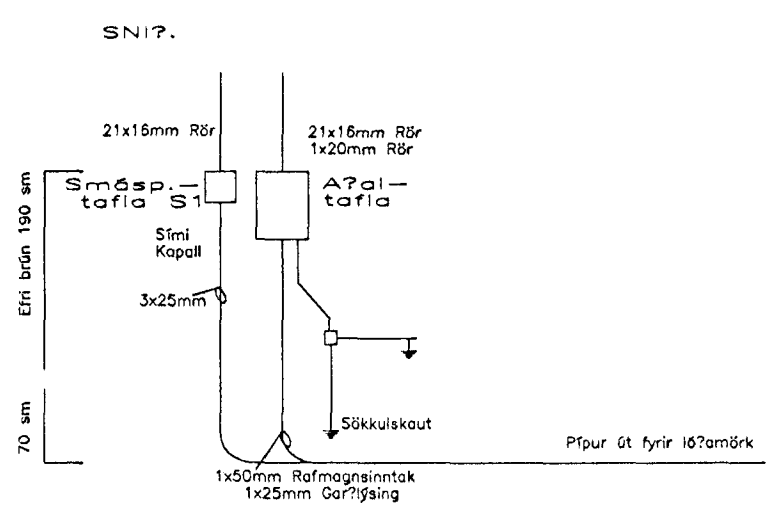 SNI?.
21x16mm Rör
21x16mm Rör
1x20mm Rör
Smásp.–
tafla S1
A?al–
tafla
Efri brún 190 sm
Sími
Kapall
3x25mm
70 sm
Sökkulskaut
Pípur út fyrir ló?amörk
1x50mm Rafmagnsinntak
1x25mm Gar?lýsing